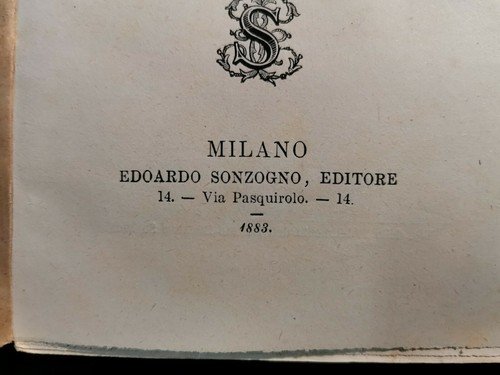 S
MILANO
EDOARDO SONZOGNO, EDITORE
14. — Via Pasquirolo. — 14.
1883.